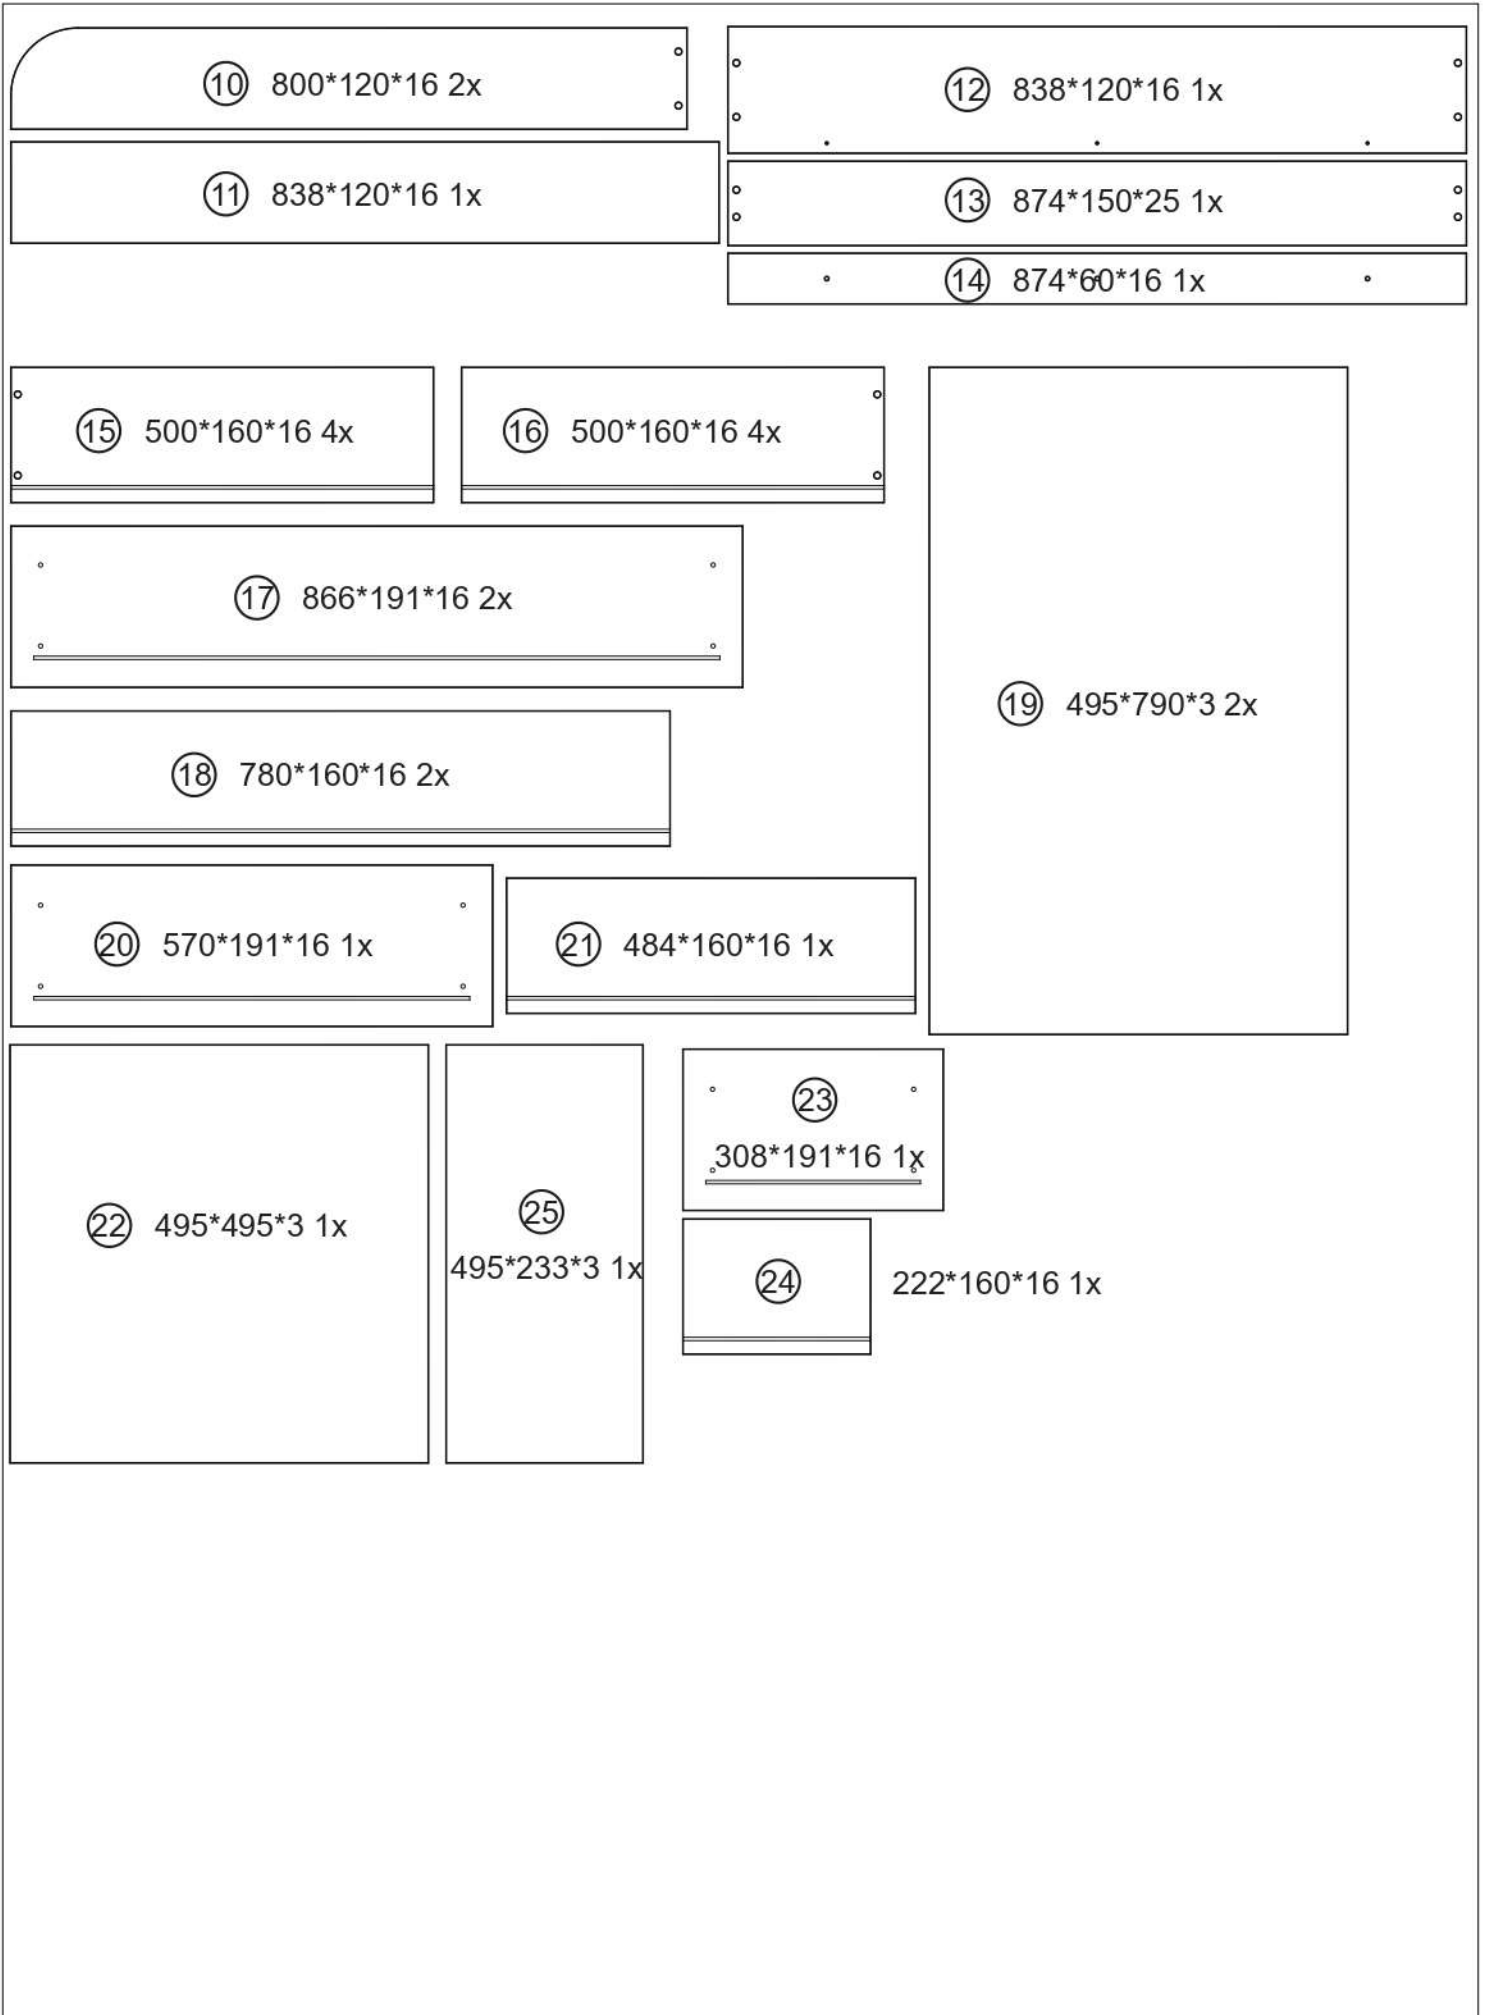 10 800*120*16 2x
12 838*120*16 1x
11 838*120*16 1x
13 874*150*25 1x
14 874*60*16 1x
15 500*160*16 4x
16 500*160*16 4x
17 866*191*16 2x
19 495*790*3 2x
18 780*160*16 2x
20 570*191*16 1x
21 484*160*16 1x
23
308*191*16 1x
22 495*495*3 1x
25
495*233*3 1x
24 222*160*16 1x